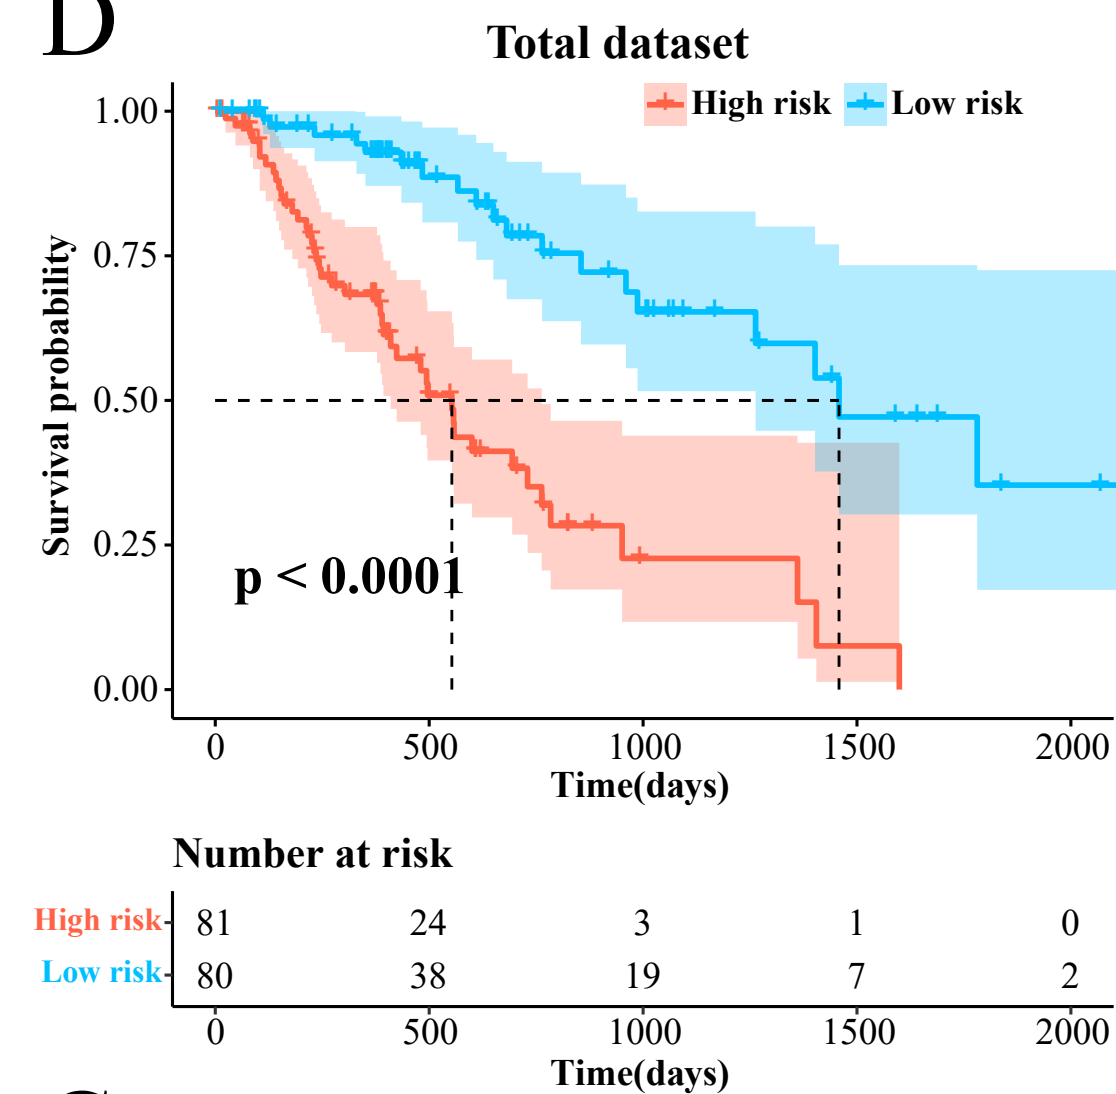 D
Total dataset
High risk Low risk
1.00
0.75
0.50
0.25
0.00
Survival probability
p < 0.0001
0 500 1000 1500 2000
Time(days)
Number at risk
High risk 81 24 3 1 0
Low risk 80 38 19 7 2
0 500 1000 1500 2000
Time(days)